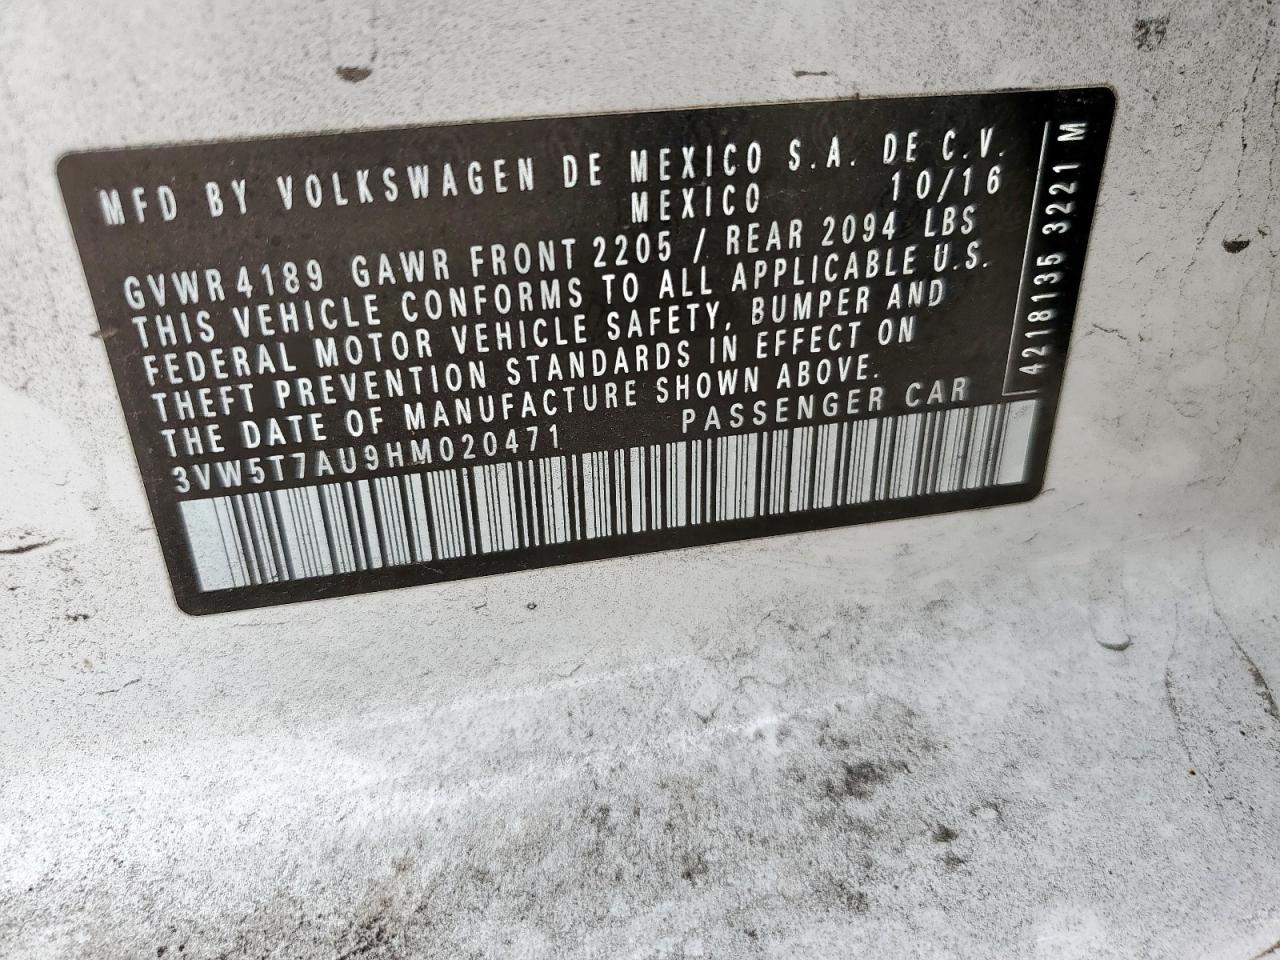 MFD BY VOLKSWAGEN DE MEXICO S.A. DE C.V.
MEXICO 10/16
GVWR 4189 GAWR FRONT 2205 / REAR 2094 LBS
THIS VEHICLE CONFORMS TO ALL APPLICABLE U.S.
FEDERAL MOTOR VEHICLE SAFETY, BUMPER AND
THEFT PREVENTION STANDARDS IN EFFECT ON
THE DATE OF MANUFACTURE SHOWN ABOVE.
3VW5T7AU9HM020471 PASSENGER CAR
4218135 3221 M